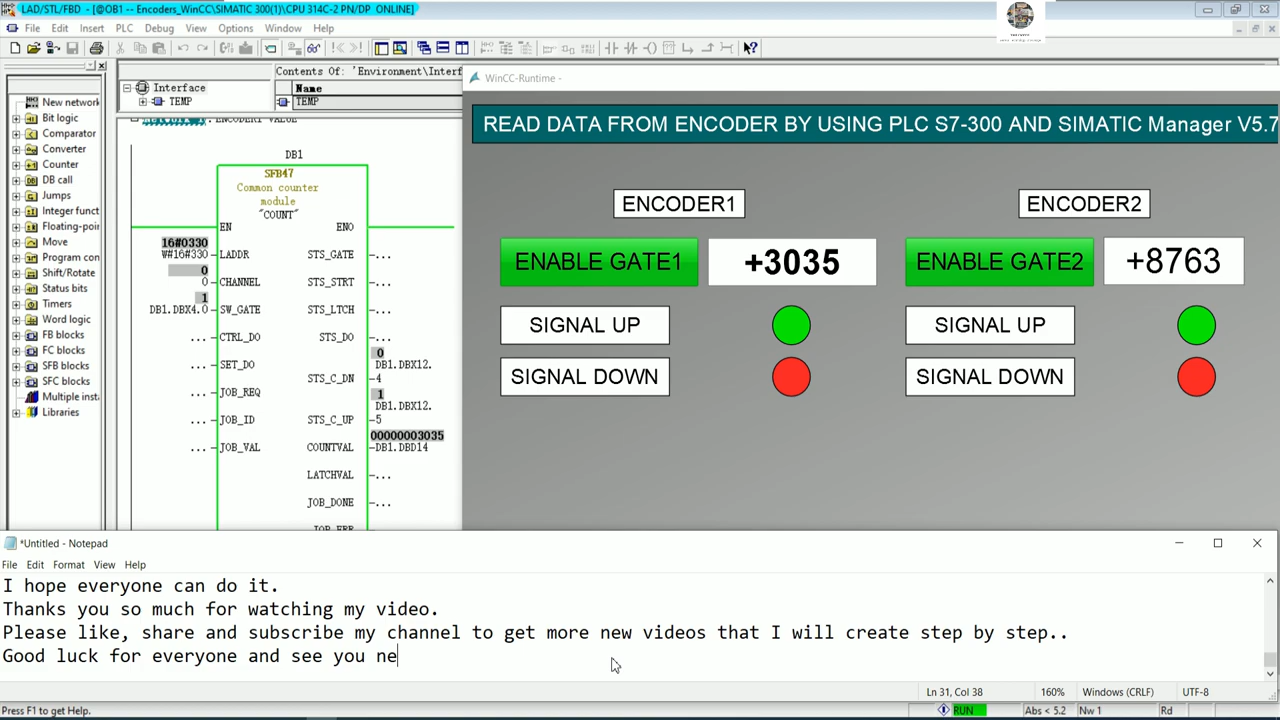 LAD/STL/FBD - [@OB1 -- Encoders_WinCC\SIMATIC 300(1)\CPU 314C-2 PN/DP ONLINE]
File Edit Insert PLC Debug View Options Window Help
New network
Bit logic
Comparator
Converter
Counter
DB call
Jumps
Integer funct
Floating-poi
Move
Program con
Shift/Rotate
Status bits
Timers
Word logic
FB blocks
FC blocks
SFB blocks
SFC blocks
Multiple inst
Libraries
Interface
TEMP
Contents Of: 'Environment\Interf
Name
TEMP
DB1
SFB47
Common counter
module
"COUNT"
EN ENO
16#0330
W#16#330 LADDR STS_GATE ...
0
0 CHANNEL STS_STRT ...
1
DB1.DBX4.0 SW_GATE STS_LTCH ...
... CTRL_DO STS_DO ...
0
... SET_DO DB1.DBX12.
STS_C_DN 4
1
... JOB_REQ DB1.DBX12.
... JOB_ID STS_C_UP 5
00000003035
... JOB_VAL COUNTVAL DB1.DBD14
LATCHVAL ...
JOB_DONE ...
WinCC-Runtime -
READ DATA FROM ENCODER BY USING PLC S7-300 AND SIMATIC Manager V5.7
ENCODER1 ENCODER2
ENABLE GATE1 +3035 ENABLE GATE2 +8763
SIGNAL UP SIGNAL UP
SIGNAL DOWN SIGNAL DOWN
*Untitled - Notepad
File Edit Format View Help
I hope everyone can do it.
Thanks you so much for watching my video.
Please like, share and subscribe my channel to get more new videos that I will create step by step..
Good luck for everyone and see you ne
Ln 31, Col 38 160% Windows (CRLF) UTF-8
Press F1 to get Help. RUN Abs < 5.2 Nw 1 Rd